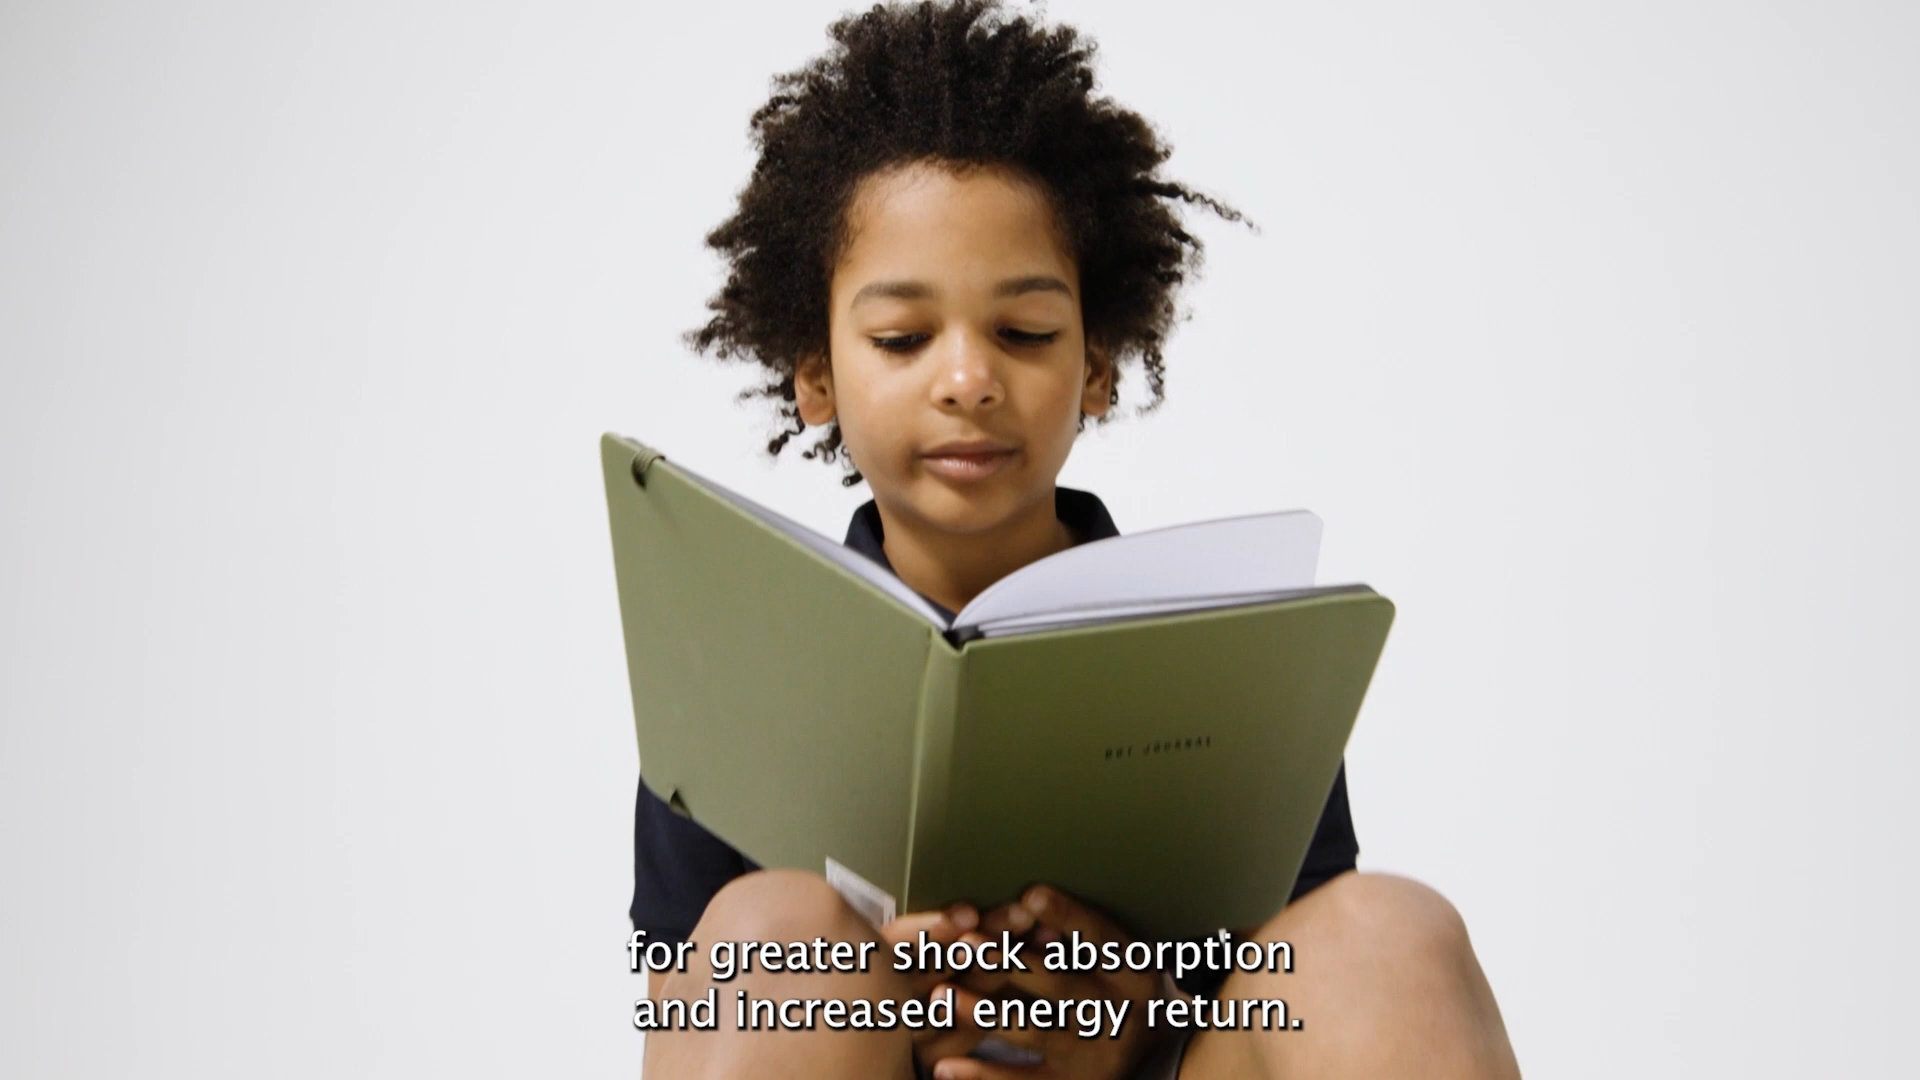 DOT JOURNAL
for greater shock absorption
and increased energy return.